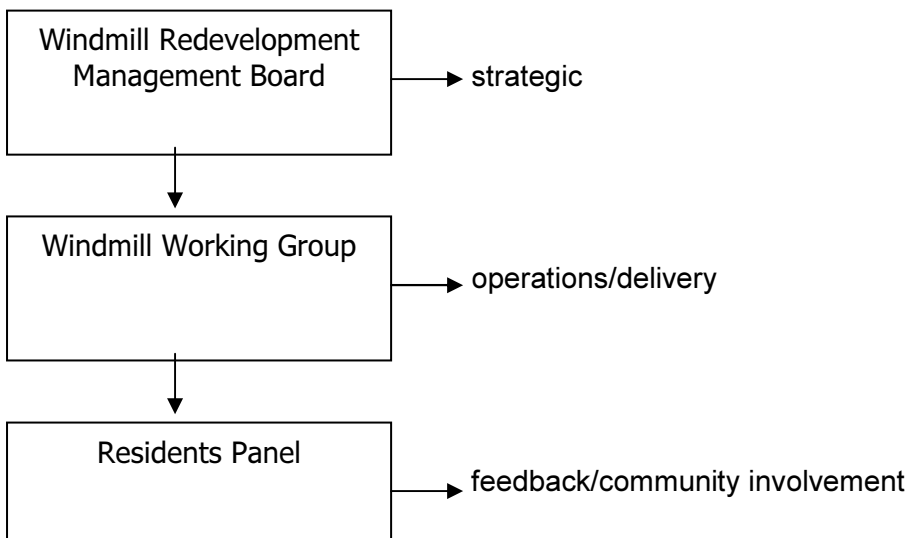 Windmill Redevelopment
Management Board
strategic
Windmill Working Group
operations/delivery
Residents Panel
feedback/community involvement